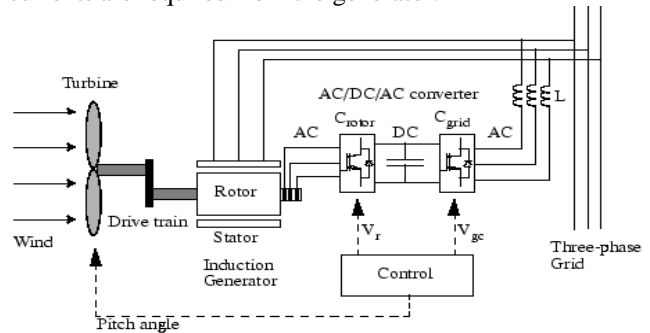 Turbine
AC/DC/AC converter
L
C_rotor
C_grid
AC
DC
AC
Rotor
Drive train
Stator
Wind
V_r
V_gc
Induction
Generator
Three-phase
Grid
Control
Pitch angle